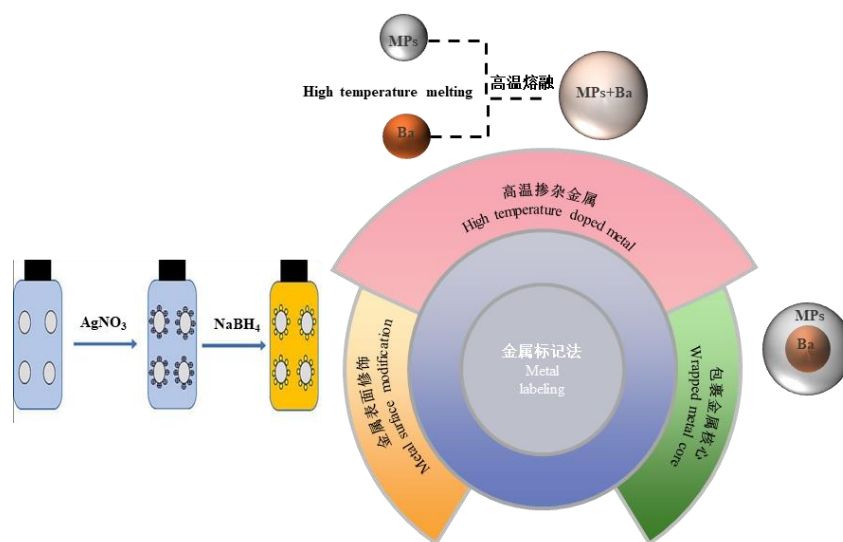 MPs
High temperature melting
高温熔融
MPs+Ba
Ba
高温掺杂金属
High temperature doped metal
AgNO3
NaBH4
金属表面修饰
Metal surface modification
金属标记法
Metal
labeling
包裹金属核心
Wrapped metal core
MPs
Ba